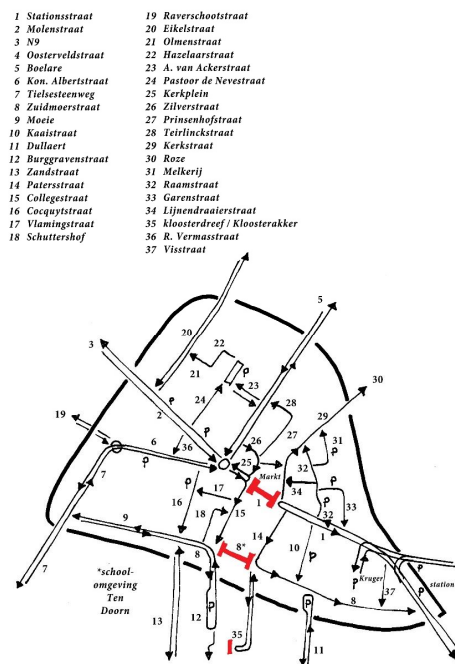 1 Stationsstraat
2 Molenstraat
3 N9
4 Oosterveldstraat
5 Boelare
6 Kon. Albertstraat
7 Tielsesteenweg
8 Zuidmoerstraat
9 Moeie
10 Kaaistraat
11 Dullaert
12 Burggravenstraat
13 Zandstraat
14 Patersstraat
15 Collegestraat
16 Cocquytstraat
17 Vlamingstraat
18 Schuttershof
19 Raverschootstraat
20 Eikelstraat
21 Olmenstraat
22 Hazelaarstraat
23 A. van Ackerstraat
24 Pastoor de Nevestraat
25 Kerkplein
26 Zilverstraat
27 Prinsenhofstraat
28 Teirlinckstraat
29 Kerkstraat
30 Roze
31 Melkerij
32 Raamstraat
33 Garenstraat
34 Lijnendraaierstraat
35 kloosterdreef / Kloosterakker
36 R. Vermasstraat
37 Visstraat
5
20
3
22
21
23
30
P
24
28
2
P
29
19
6
36
P
26
27
31
P
25
Markt
P
7
16
17
34
1
33
15
32
18
9
14
1
P
8
8*
10
P
P
*school-
omgeving
Ten
Doorn
P
Kruger
37
P
station
7
13
12
P
35
P
11
8